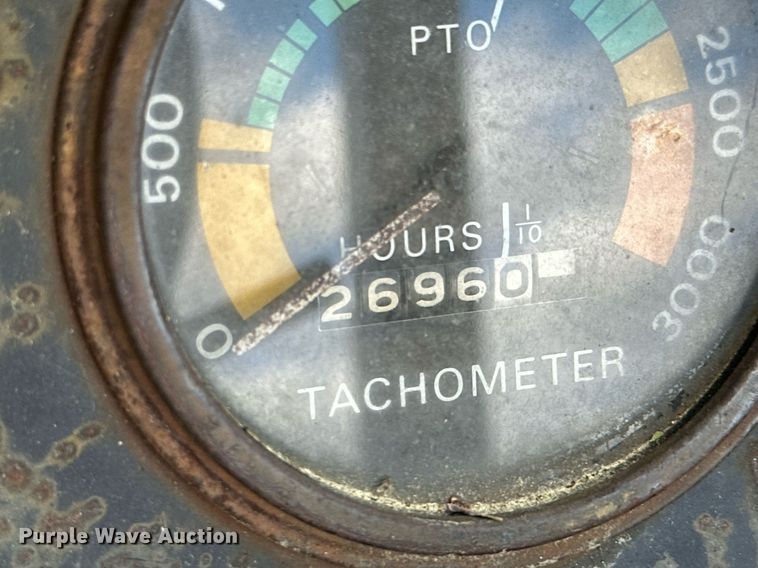 PTO
500
2500
HOURS 1/10
26960
0
3000
TACHOMETER
Purple Wave Auction